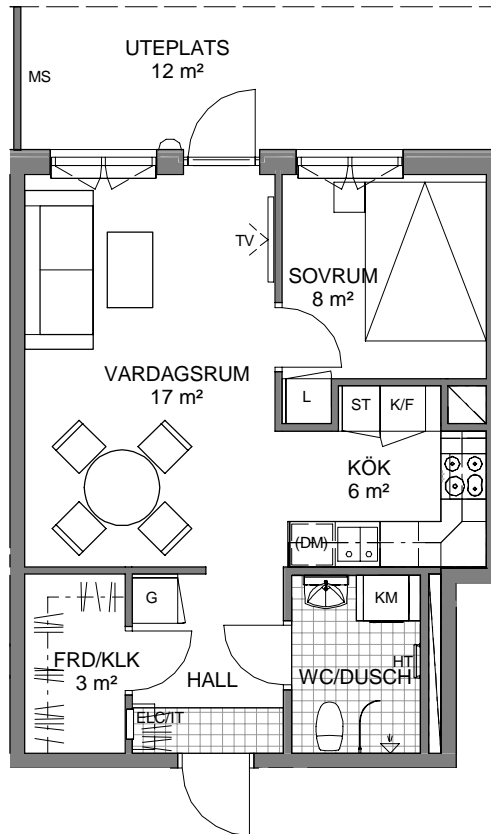 UTEPLATS
12 m²
MS
TV
SOVRUM
8 m²
VARDAGSRUM
17 m²
L
ST
K/F
KÖK
6 m²
(DM)
G
KM
FRD/KLK
3 m²
HALL
WC/DUSCH
HT
ELC/IT